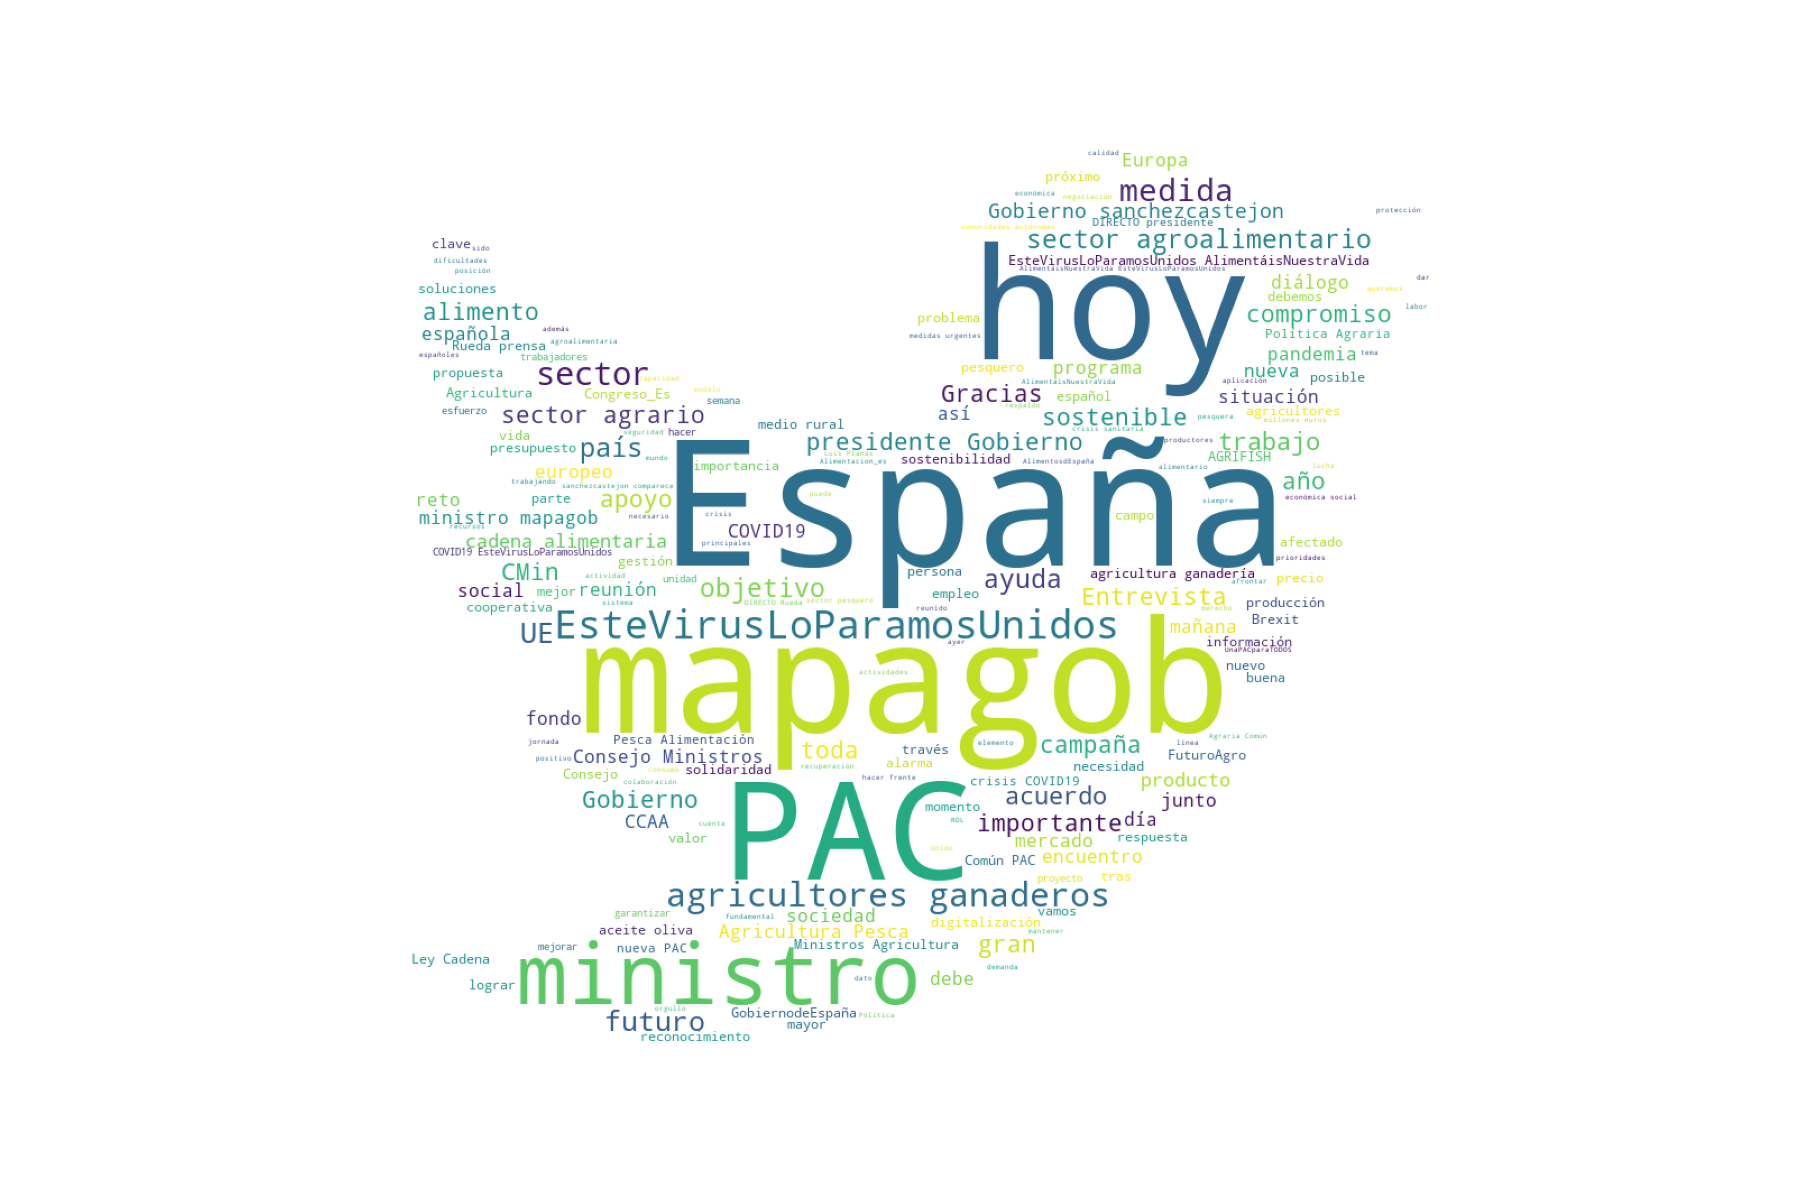 calidad
Europa
próximo
medida
económica
negociación
Gobierno sanchezcastejon
protección
DIRECTO presidente
comunidades autónomas
sector agroalimentario
clave
sido
dificultades
posición
EsteVirusLoParamosUnidos AlimentáisNuestraVida
AlimentáisNuestraVida EsteVirusLoParamosUnidos
hoy
dar
diálogo
soluciones
queremos
debemos
alimento
problema
compromiso
labor
española
además
medidas urgentes
Política Agraria
Rueda prensa
agroalimentaria
españoles
trabajadores
pandemia
tema
propuesta
sector
capacidad
pesquero
programa
nueva
posible
Agricultura
Congreso_Es
modelo
AlimentáisNuestraVida
aplicación
Gracias
español
situación
esfuerzo
semana
respaldo
sector agrario
así
sostenible
pesquera
agricultores
millones euros
medio rural
crisis sanitaria
vida
seguridad
hacer
presupuesto
país
presidente Gobierno
productores
trabajo
mundo
Luis Planas
Alimentacion_es
sostenibilidad
AlimentosdEspaña
AGRIFISH
europeo
importancia
alimentario
lucha
trabajando
sanchezcastejon comparece
España
año
reto
parte
apoyo
pueda
siempre
económica social
ministro mapagob
necesario
crisis
campo
recursos
COVID19
cadena alimentaria
principales
afectado
COVID19 EsteVirusLoParamosUnidos
gestión
prioridades
CMin
actividad
unidad
persona
ayuda
agricultura ganadería
afrontar
precio
social
mejor
reunión
objetivo
empleo
Entrevista
cooperativa
sistema
DIRECTO Rueda
sector pesquero
reunido
derecho
producción
UE
EsteVirusLoParamosUnidos
mañana
Brexit
ayer
información
UnaPACparaTODOS
mapagob
actividades
nuevo
buena
fondo
jornada
Pesca Alimentación
toda
elemento
campaña
línea
Agraria Común
positivo
Consejo Ministros
través
FuturoAgro
Consejo
consumo
solidaridad
recuperación
alarma
necesidad
colaboración
hacer frente
crisis COVID19
producto
Gobierno
PAC
acuerdo
junto
momento
CCAA
cuenta
RDL
importante
día
valor
mercado
respuesta
Unido
Común PAC
encuentro
proyecto
tras
agricultores ganaderos
garantizar
fundamental
sociedad
vamos
digitalización
aceite oliva
Agricultura Pesca
mantener
mejorar
nueva PAC
Ministros Agricultura
gran
Ley Cadena
ministro
demanda
lograr
dato
debe
orgullo
futuro
GobiernodeEspaña
Política
mayor
reconocimiento